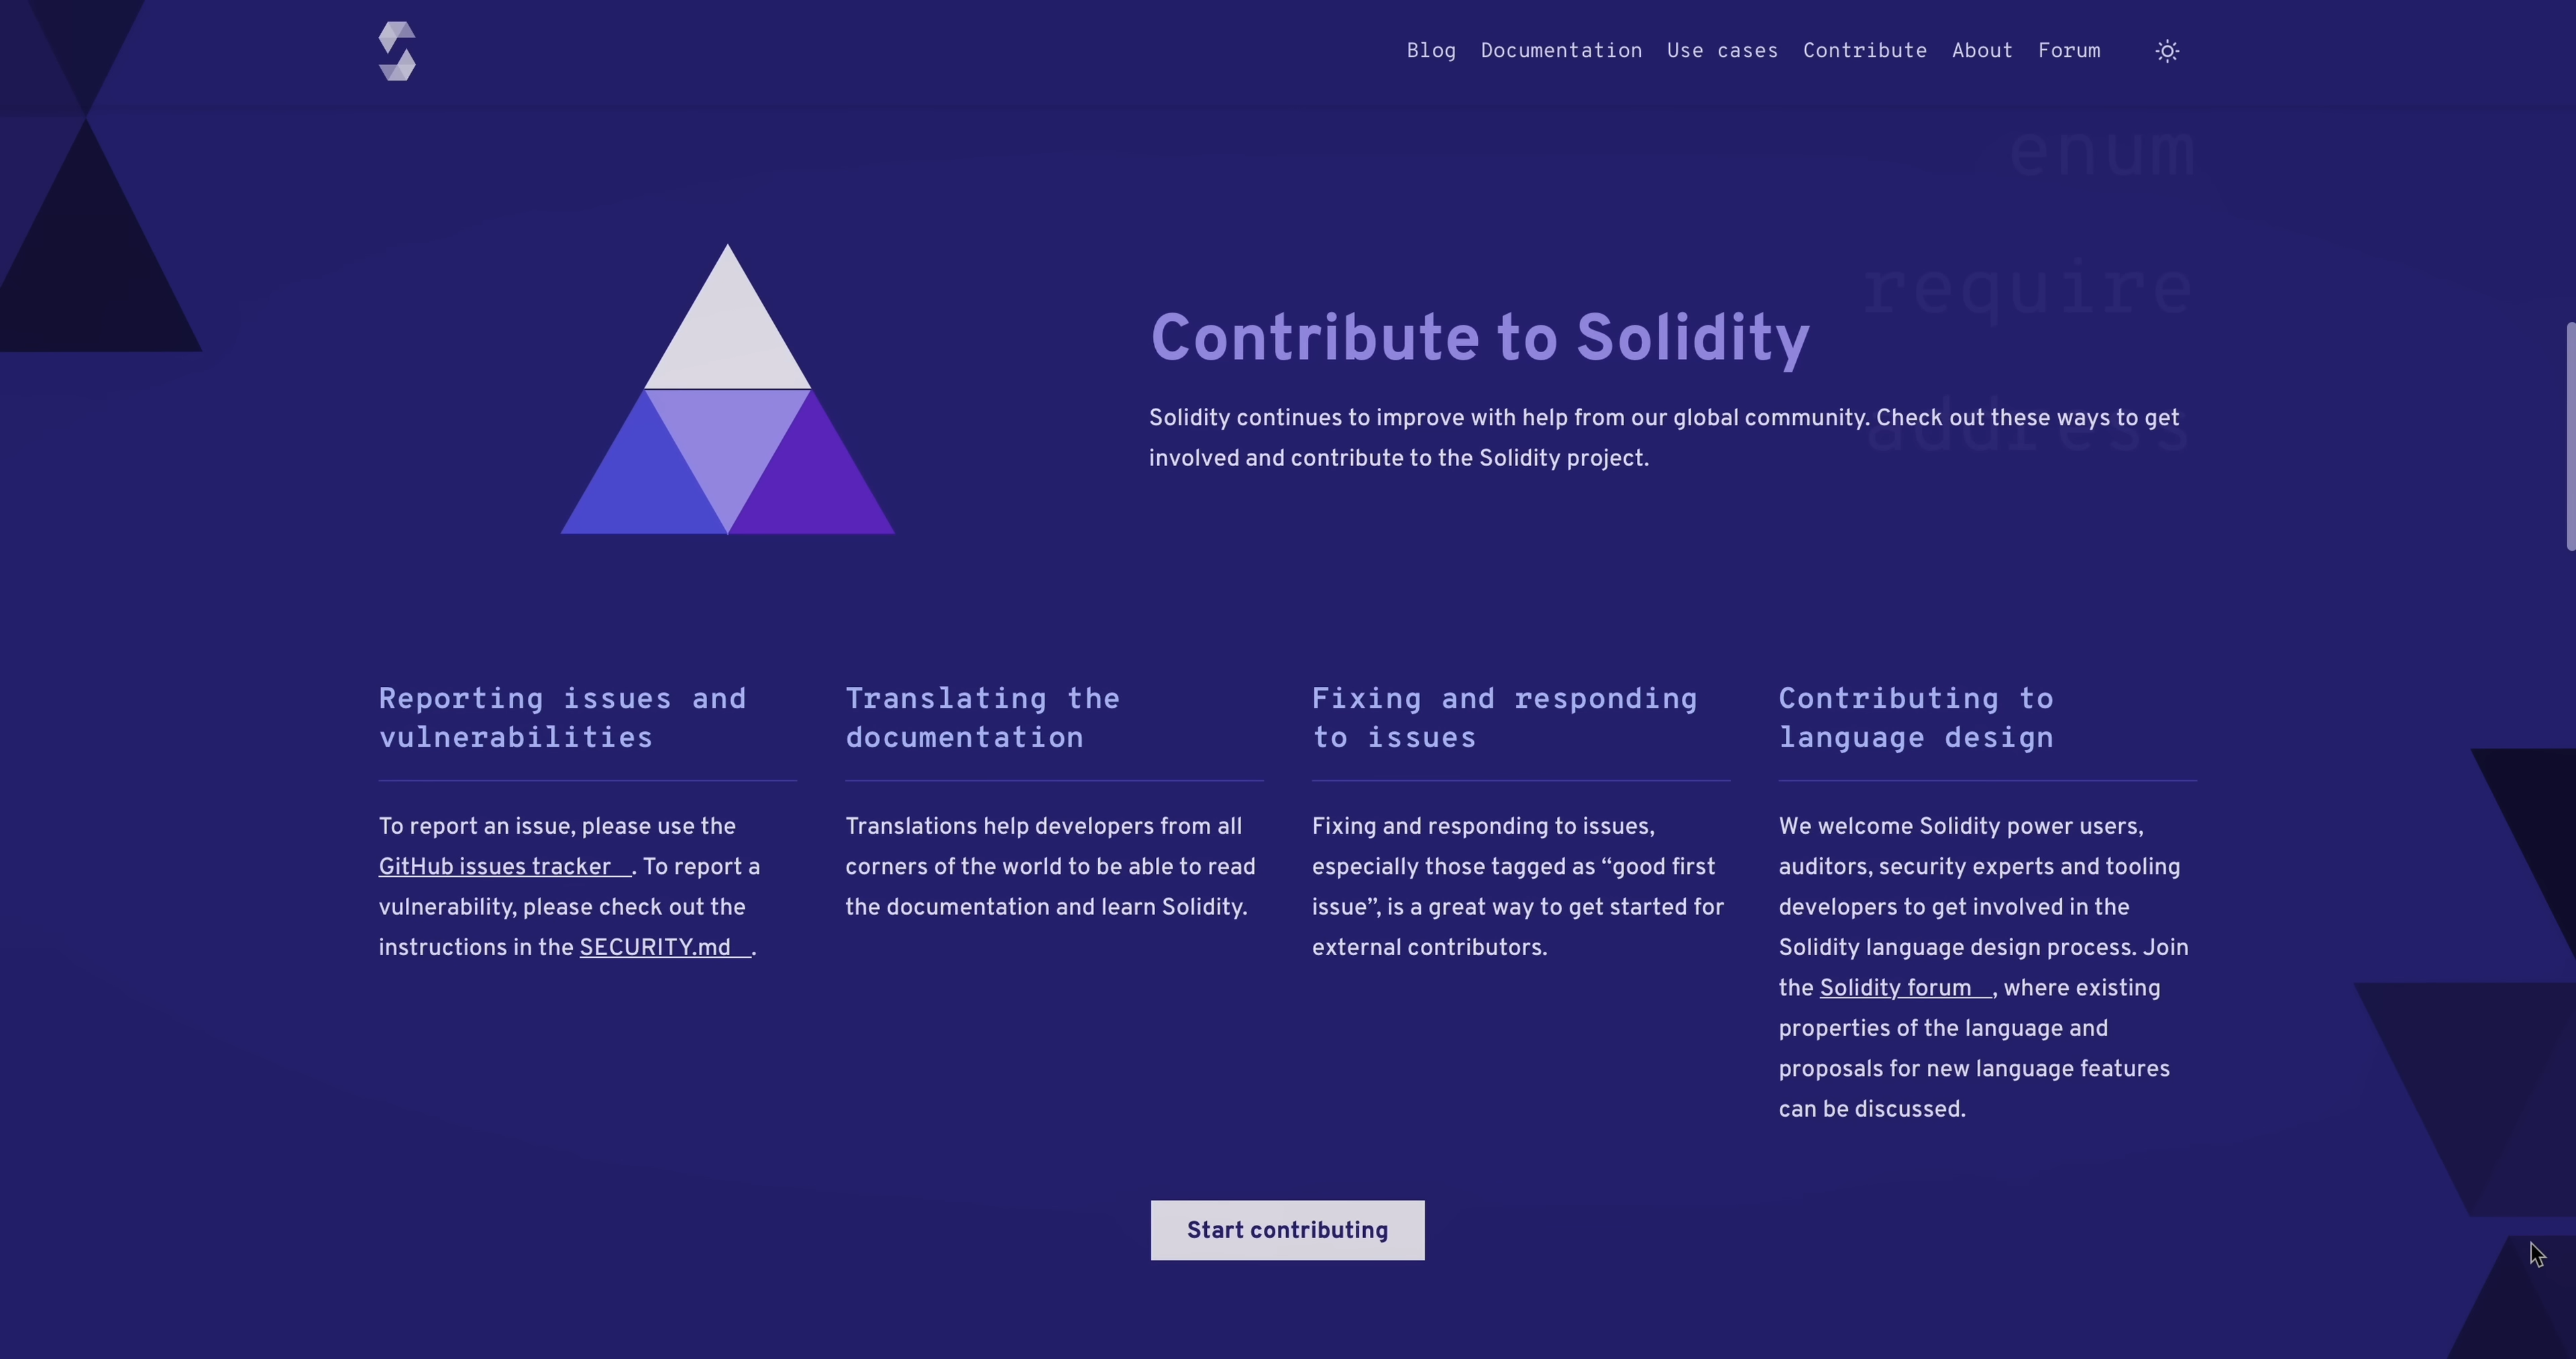 Blog Documentation Use cases Contribute About Forum
enum
require
address
Contribute to Solidity
Solidity continues to improve with help from our global community. Check out these ways to get
involved and contribute to the Solidity project.
Reporting issues and
vulnerabilities
To report an issue, please use the
GitHub issues tracker . To report a
vulnerability, please check out the
instructions in the SECURITY.md .
Translating the
documentation
Translations help developers from all
corners of the world to be able to read
the documentation and learn Solidity.
Fixing and responding
to issues
Fixing and responding to issues,
especially those tagged as “good first
issue”, is a great way to get started for
external contributors.
Contributing to
language design
We welcome Solidity power users,
auditors, security experts and tooling
developers to get involved in the
Solidity language design process. Join
the Solidity forum , where existing
properties of the language and
proposals for new language features
can be discussed.
Start contributing